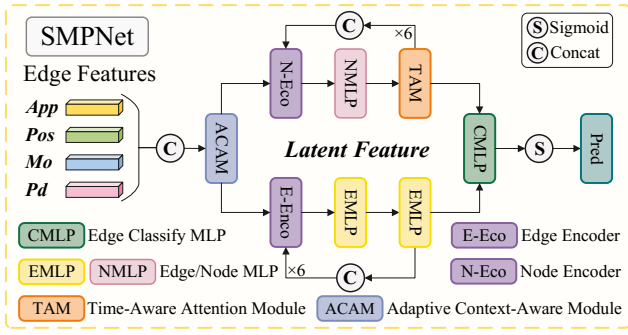 SMPNet
Edge Features
App
Pos
Mo
Pd
C
ACAM
C
×6
N-Eco
NMLP
TAM
Latent Feature
E-Enco
EMLP
EMLP
C
×6
CMLP
S
Pred
S Sigmoid
C Concat
CMLP Edge Classify MLP
E-Eco Edge Encoder
EMLP NMLP Edge/Node MLP
N-Eco Node Encoder
TAM Time-Aware Attention Module
ACAM Adaptive Context-Aware Module